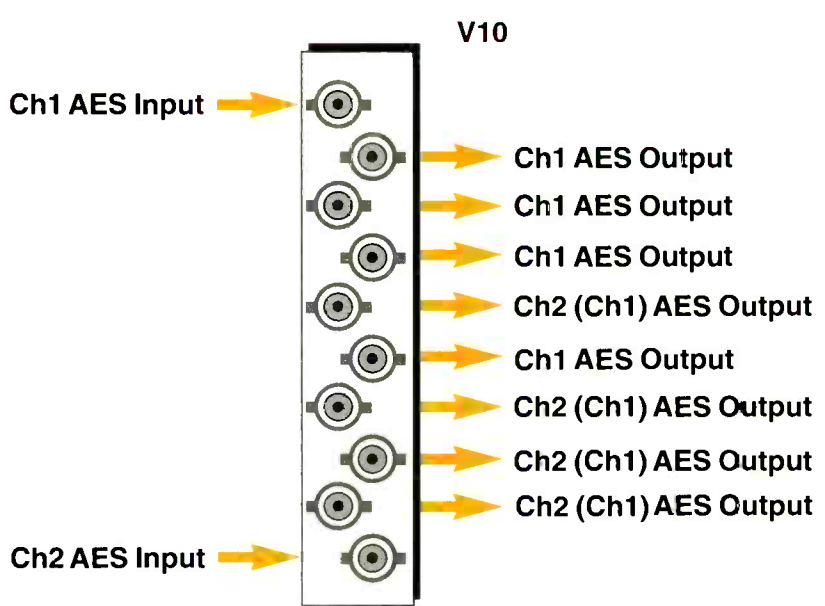 V10
Ch1 AES Input
Ch1 AES Output
Ch1 AES Output
Ch1 AES Output
Ch2 (Ch1) AES Output
Ch1 AES Output
Ch2 (Ch1) AES Output
Ch2 (Ch1) AES Output
Ch2 (Ch1) AES Output
Ch2 AES Input